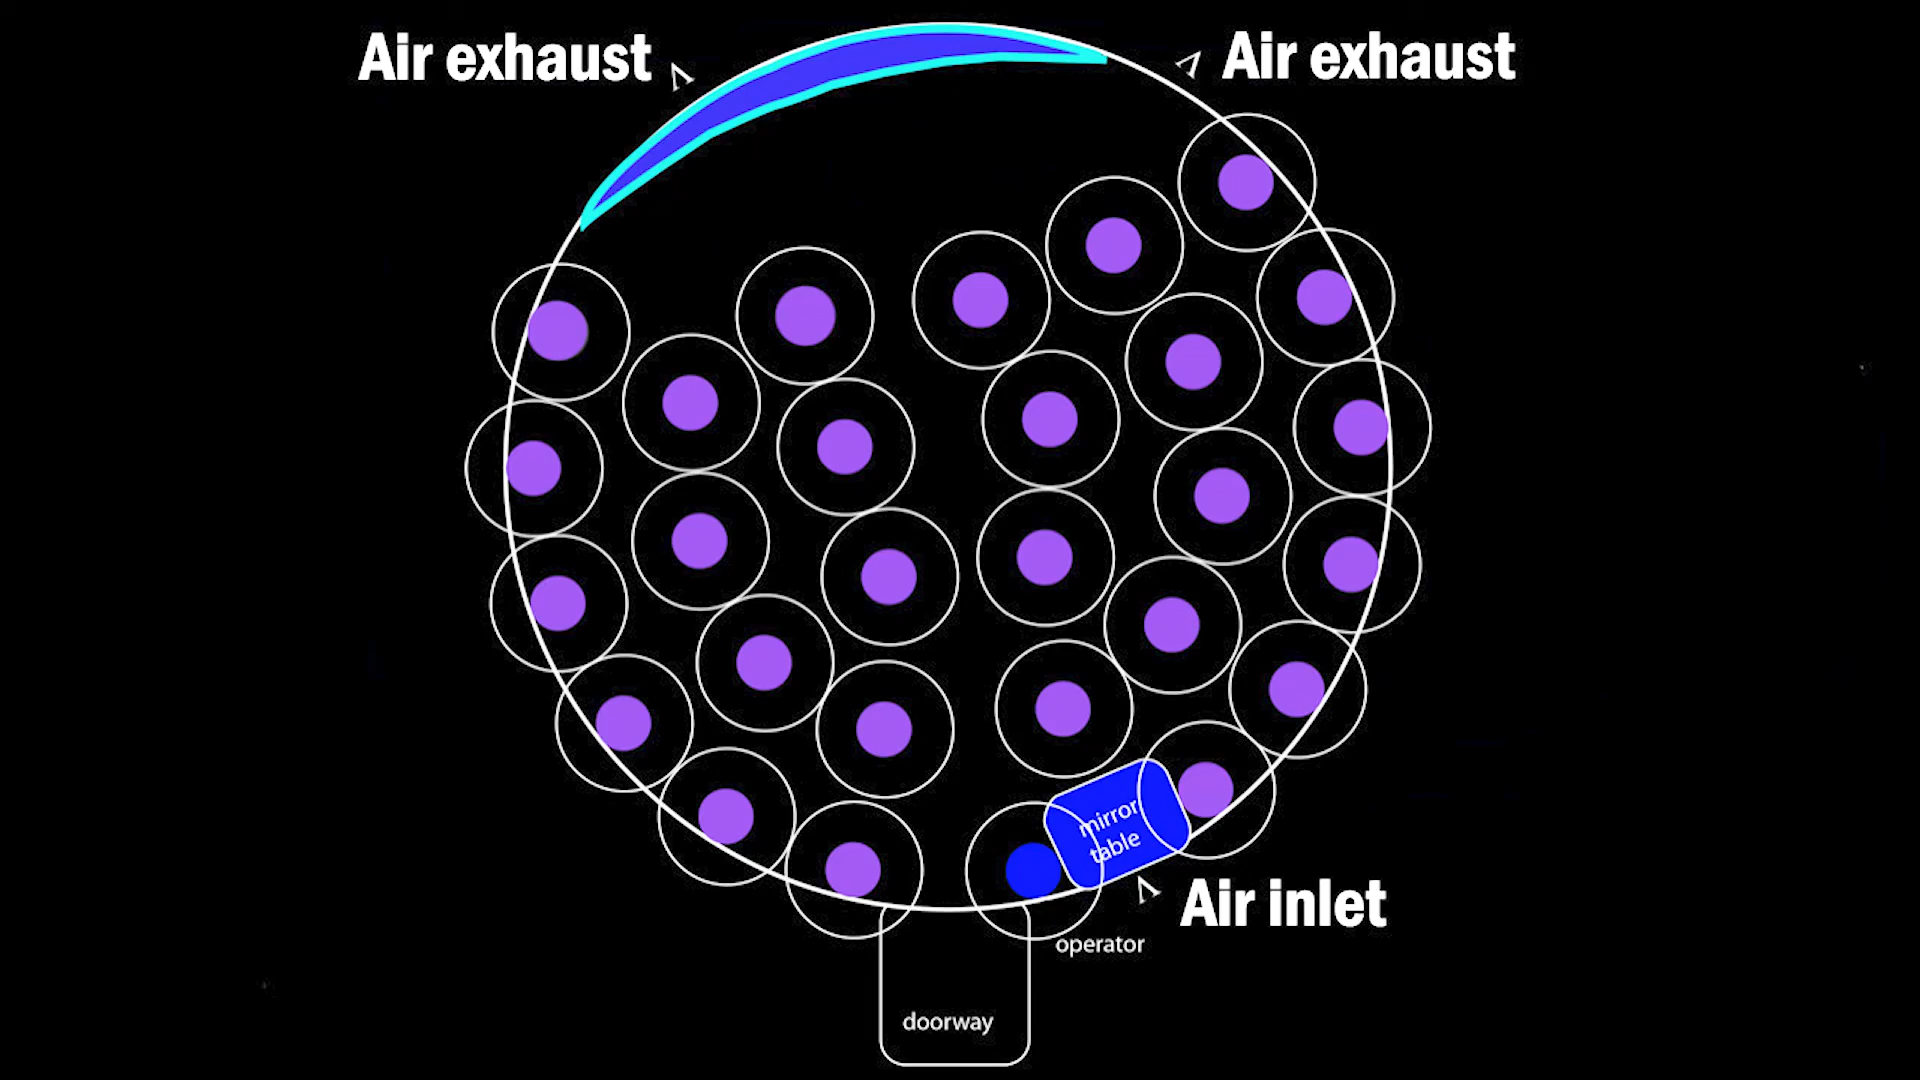 Air exhaust
Air exhaust
mirror
table
Air inlet
operator
doorway